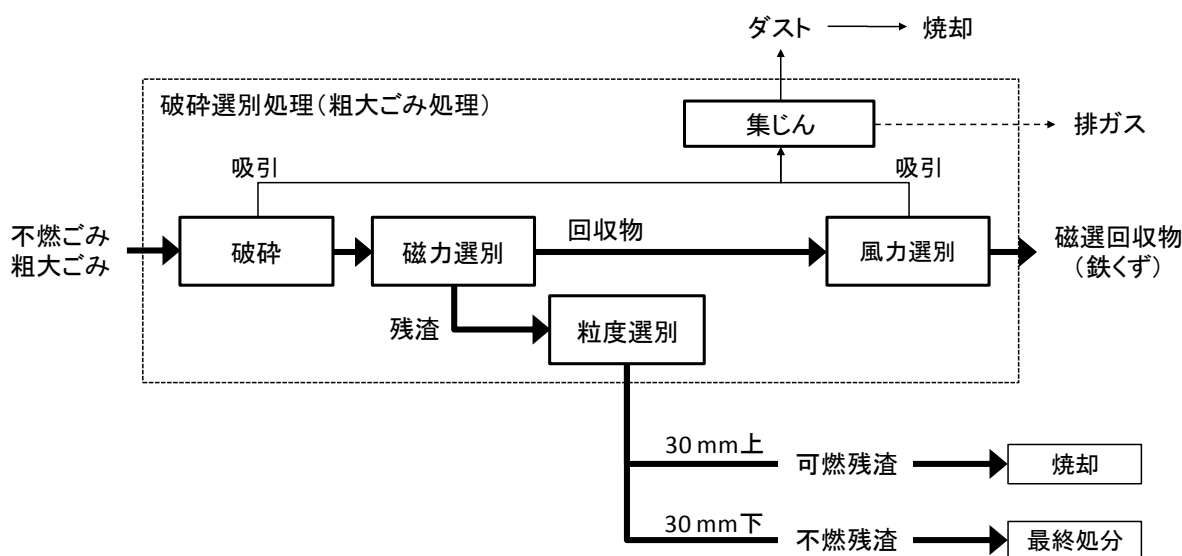 ダスト
焼却
破砕選別処理(粗大ごみ処理)
集じん
排ガス
吸引
吸引
不燃ごみ
粗大ごみ
破砕
磁力選別
回収物
風力選別
磁選回収物
(鉄くず)
残渣
粒度選別
30 mm上
可燃残渣
焼却
30 mm下
不燃残渣
最終処分